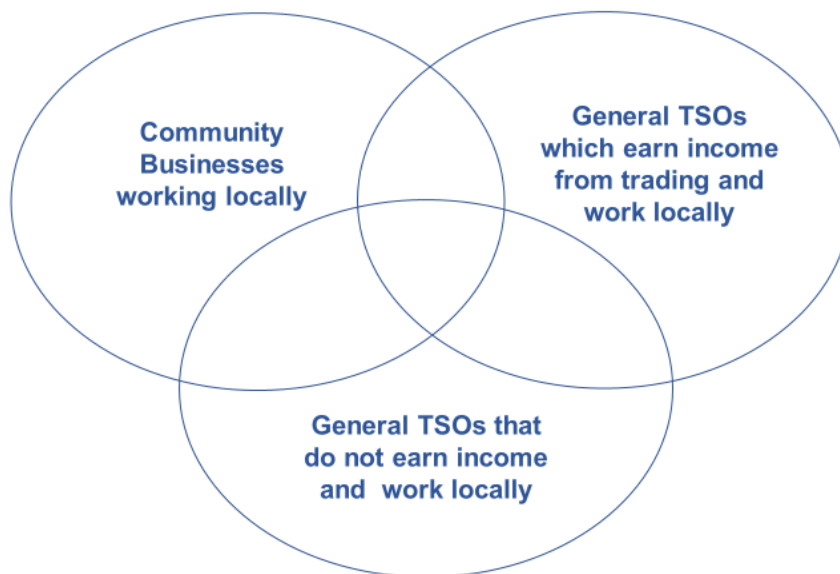 Community
Businesses
working locally
General TSOs
which earn income
from trading and
work locally
General TSOs that
do not earn income
and work locally